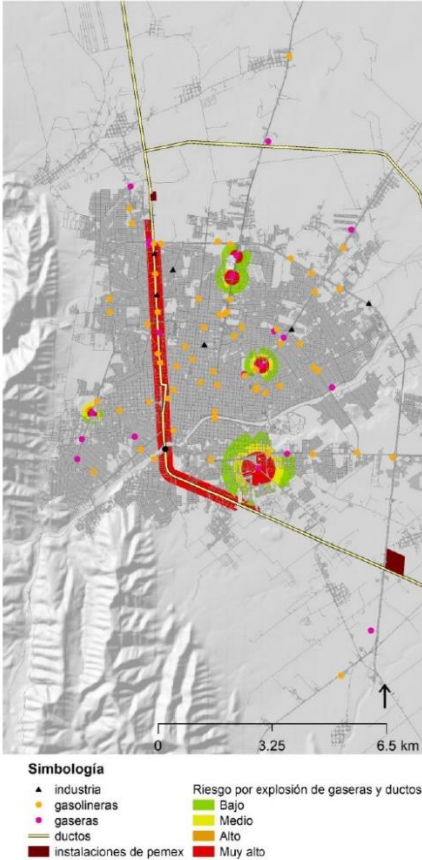 0 3.25 6.5 km
Simbología
industria
gasolineras
gaseras
ductos
instalaciones de pemex
Riesgo por explosión de gaseras y ductos
Bajo
Medio
Alto
Muy alto